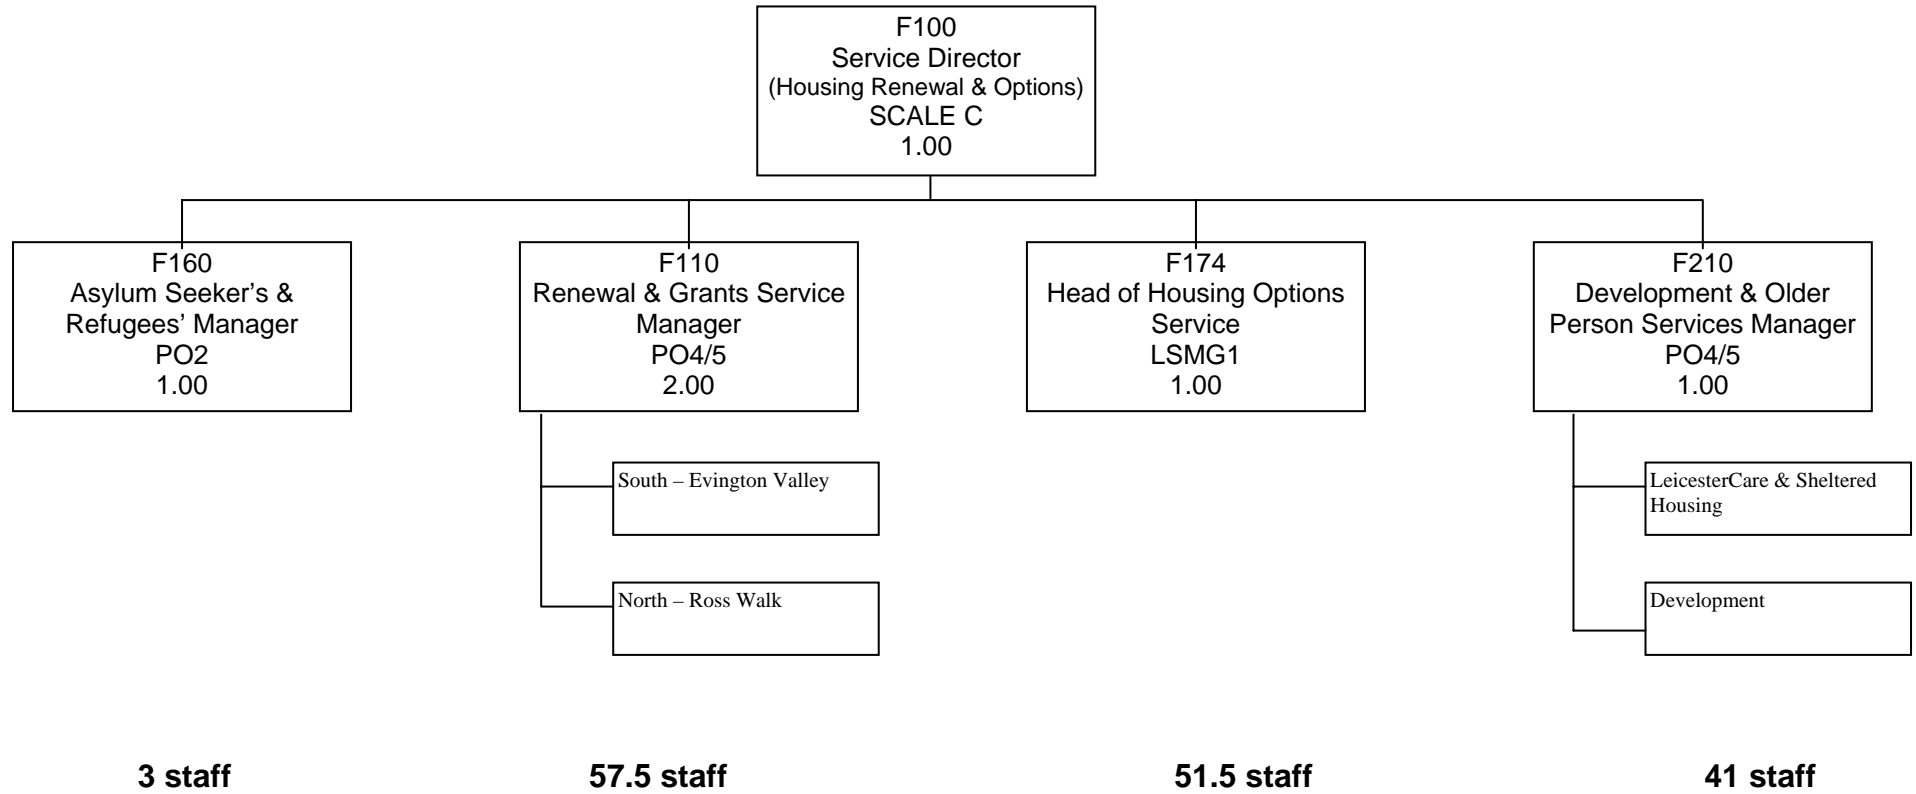 F100
Service Director
(Housing Renewal & Options)
SCALE C
1.00
F160
Asylum Seeker’s &
Refugees’ Manager
PO2
1.00
F110
Renewal & Grants Service
Manager
PO4/5
2.00
F174
Head of Housing Options
Service
LSMG1
1.00
F210
Development & Older
Person Services Manager
PO4/5
1.00
South – Evington Valley
North – Ross Walk
LeicesterCare & Sheltered
Housing
Development
3 staff
57.5 staff
51.5 staff
41 staff